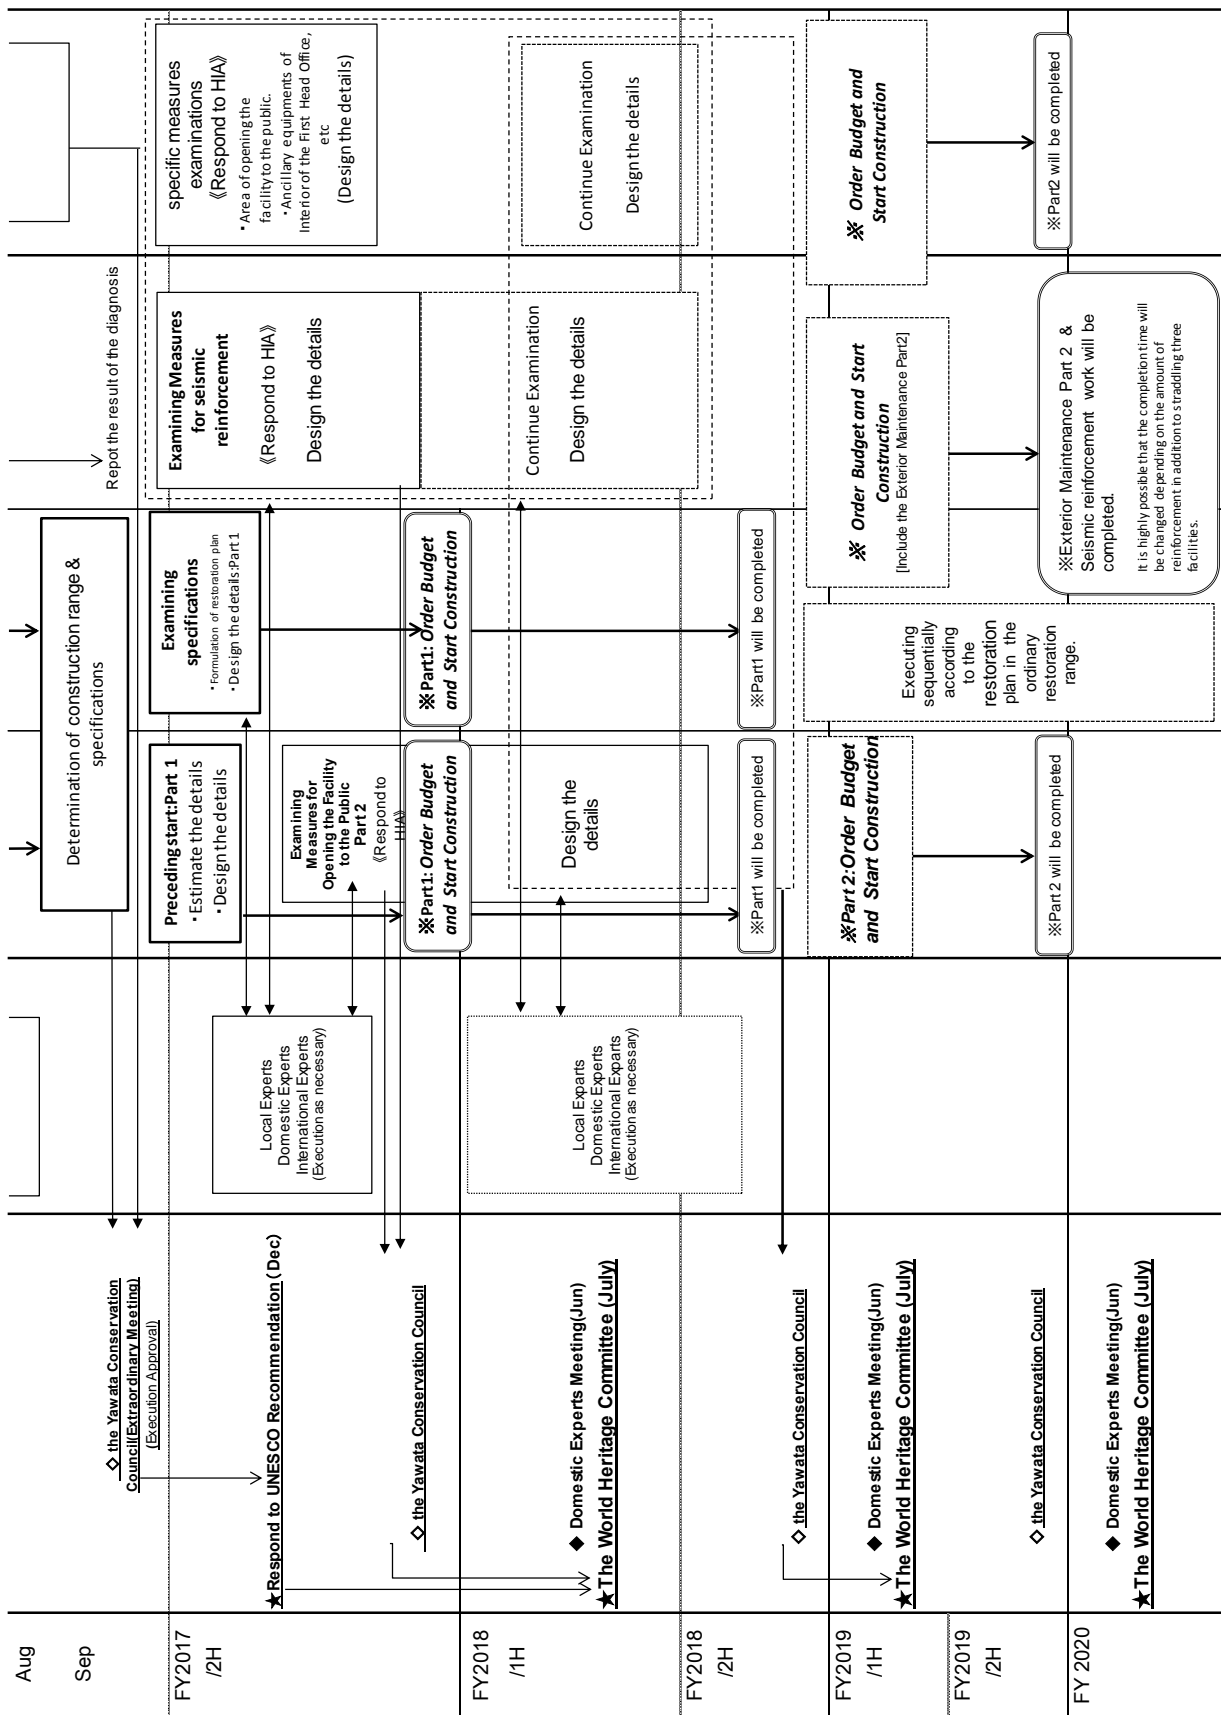 Aug
Sep
FY2017
/2H
FY2018
/1H
FY2018
/2H
FY2019
/1H
FY2019
/2H
FY 2020
◇ the Yawata Conservation
Council(Extraordinary Meeting)
(Execution Approval)
★Respond to UNESCO Recommendation (Dec)
◇ the Yawata Conservation Council
◆ Domestic Experts Meeting(Jun)
★The World Heritage Committee (July)
◇ the Yawata Conservation Council
◆ Domestic Experts Meeting(Jun)
★The World Heritage Committee (July)
◇ the Yawata Conservation Council
◆ Domestic Experts Meeting(Jun)
★The World Heritage Committee (July)
Local Experts
Domestic Experts
International Experts
(Execution as necessary)
Local Exparts
Domestic Exparts
International Exparts
(Execution as necessary)
Determination of construction range &
specifications
Preceding start:Part 1
・Estimate the details
・Design the details
Examining
Measures for
Opening the Facility
to the Public
Part 2
《Respond to
HIA》
※Part1: Order Budget
and Start Construction
Design the
details
※Part1 will be completed
※Part 2:Order Budget
and Start Construction
※Part 2 will be completed
Examining
specifications
・Formulation of restoration plan
・Design the details:Part1
※Part1: Order Budget
and Start Construction
※Part1 will be completed
Executing
sequentially
according
to the
restoration
plan in the
ordinary
restoration
range.
Repot the result of the diagnosis
Examining Measures
for seismic
reinforcement
《Respond to HIA》
Design the details
Continue Examination
Design the details
※ Order Budget and Start
Construction
[Include the Exterior Maintenance Part2]
※Exterior Maintenance Part 2 &
Seismic reinforcement work will be
completed.
It is highly possible that the completion time will
be changed depending on the amount of
reinforcement in addition to straddling three
facilities.
specific measures
examinations
《Respond to HIA》
・Area of opening the
facility to the public.
・Ancillary equipments of
Interior of the First Head Office,
etc
(Design the details)
Continue Examination
Design the details
※ Order Budget and
Start Construction
※Part2 will be completed